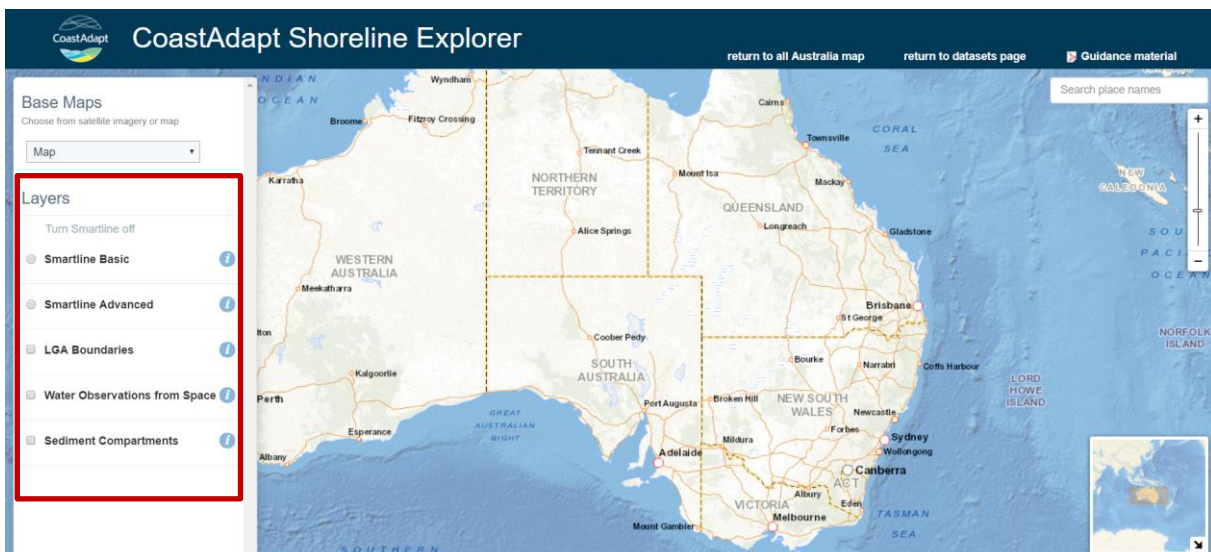 CoastAdapt
CoastAdapt Shoreline Explorer
return to all Australia map
return to datasets page
Guidance material
Base Maps
Choose from satellite imagery or map
Map
Layers
Turn Smartline off
Smartline Basic
Smartline Advanced
LGA Boundaries
Water Observations from Space
Sediment Compartments
Search place names
+
−
INDIAN
OCEAN
Wyndham
Broome
Fitzroy Crossing
Cairns
Townsville
CORAL
SEA
Tennant Creek
Karratha
NORTHERN
TERRITORY
Mount Isa
Mackay
NEW
CALEDONIA
QUEENSLAND
Longreach
Alice Springs
Gladstone
WESTERN
AUSTRALIA
Meekatharra
SOU
PACI
OCEAN
Brisbane
St George
lton
Coober Pedy
NORFOLK
ISLAND
SOUTH
AUSTRALIA
Bourke
Narrabri
Coffs Harbour
Kalgoorlie
LORD
HOWE
ISLAND
Perth
Port Augusta
Broken Hill
NEW SOUTH
WALES
Newcastle
GREAT
AUSTRALIAN
BIGHT
Esperance
Forbes
Mildura
Sydney
Wollongong
Albany
Adelaide
Canberra
ACT
Albury
Eden
VICTORIA
Melbourne
TASMAN
SEA
Mount Gambier
SOUTHERN